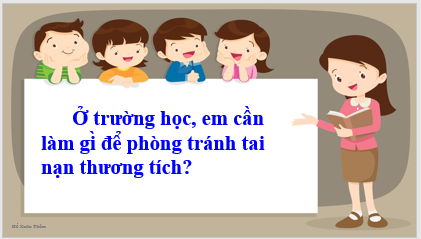 Ở trường học, em cần
làm gì để phòng tránh tai
nạn thương tích?